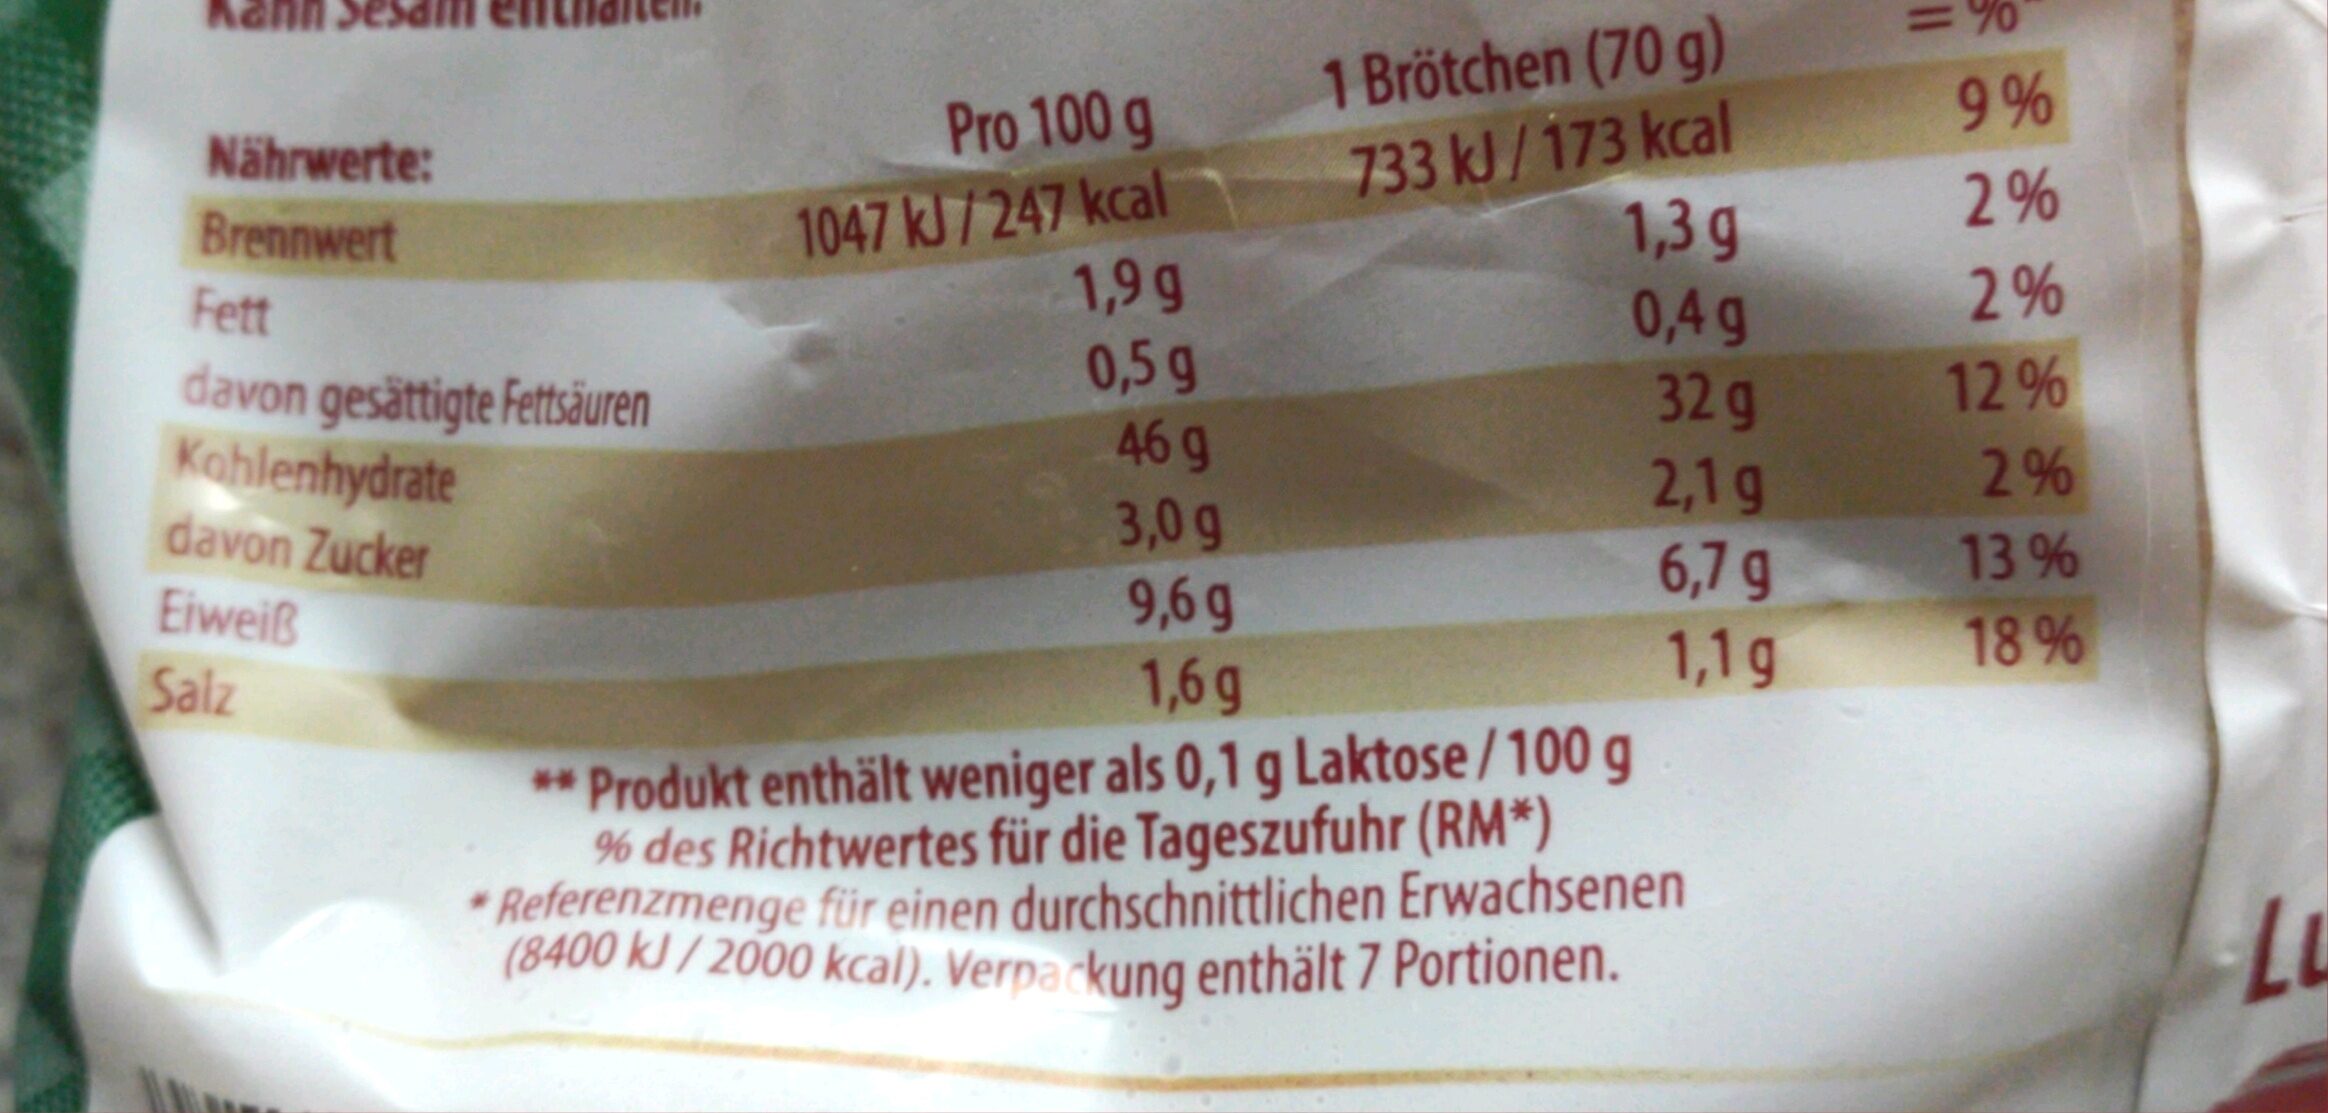 Kann Sesam enthalten.
Nährwerte: Pro 100 g 1 Brötchen (70 g) = %*
Brennwert 1047 kJ / 247 kcal 733 kJ / 173 kcal 9 %
Fett 1,9 g 1,3 g 2 %
davon gesättigte Fettsäuren 0,5 g 0,4 g 2 %
Kohlenhydrate 46 g 32 g 12 %
davon Zucker 3,0 g 2,1 g 2 %
Eiweiß 9,6 g 6,7 g 13 %
Salz 1,6 g 1,1 g 18 %
** Produkt enthält weniger als 0,1 g Laktose / 100 g
% des Richtwertes für die Tageszufuhr (RM*)
* Referenzmenge für einen durchschnittlichen Erwachsenen
(8400 kJ / 2000 kcal). Verpackung enthält 7 Portionen.